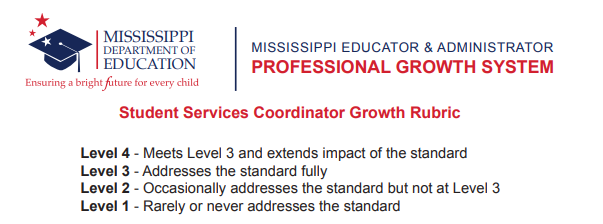 MISSISSIPPI
DEPARTMENT OF
EDUCATION
Ensuring a bright future for every child
MISSISSIPPI EDUCATOR & ADMINISTRATOR
PROFESSIONAL GROWTH SYSTEM
Student Services Coordinator Growth Rubric
Level 4 - Meets Level 3 and extends impact of the standard
Level 3 - Addresses the standard fully
Level 2 - Occasionally addresses the standard but not at Level 3
Level 1 - Rarely or never addresses the standard